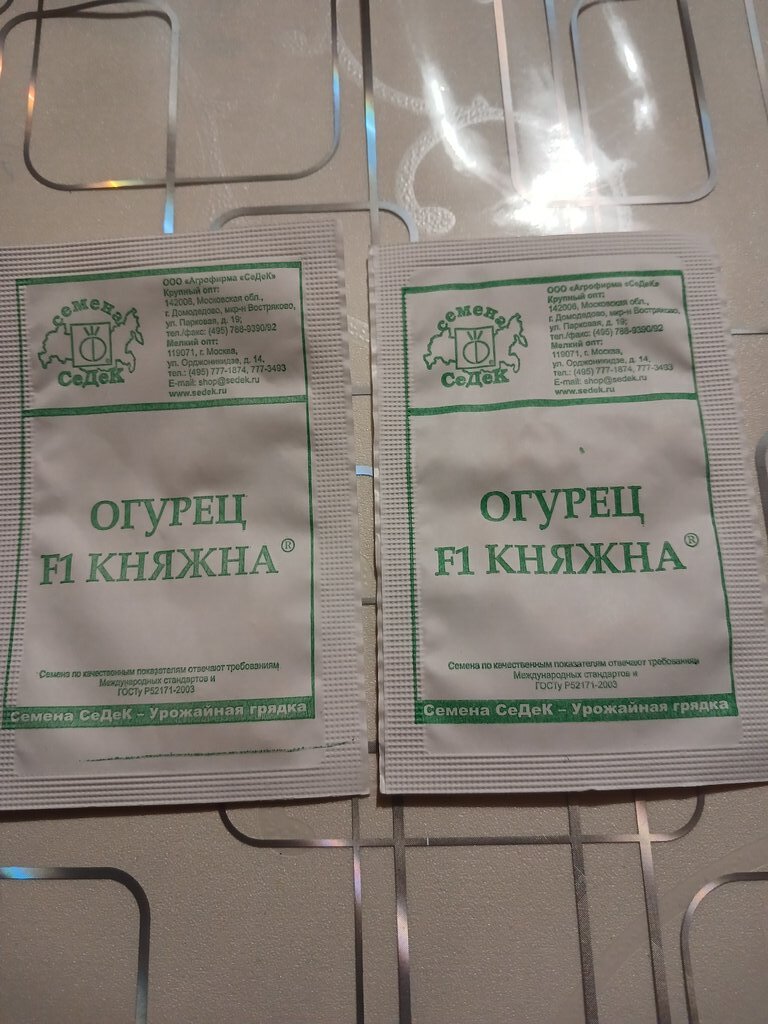 семена
СеДеК
ООО «Агрофирма «СеДеК»
Крупный опт:
142006, Московская обл.,
г. Домодедово, мкр-н Востряково,
ул. Парковая, д. 19;
тел./факс: (495) 788-9390/92
Мелкий опт:
119071, г. Москва,
ул. Орджоникидзе, д. 14,
тел.: (495) 777-1874, 777-3493
E-mail: shop@sedek.ru
www.sedek.ru
ОГУРЕЦ
F1 КНЯЖНА®
Семена по качественным показателям отвечают требованиям
Международных стандартов и
ГОСТу Р52171-2003
Семена СеДеК – Урожайная грядка
семена
СеДеК
ООО «Агрофирма «СеДеК»
Крупный опт:
142006, Московская обл.,
г. Домодедово, мкр-н Востряково,
ул. Парковая, д. 19;
тел./факс: (495) 788-9390/92
Мелкий опт:
119071, г. Москва,
ул. Орджоникидзе, д. 14,
тел.: (495) 777-1874, 777-3493
E-mail: shop@sedek.ru
www.sedek.ru
ОГУРЕЦ
F1 КНЯЖНА®
Семена по качественным показателям отвечают требованиям
Международных стандартов и
ГОСТу Р52171-2003
Семена СеДеК – Урожайная грядка